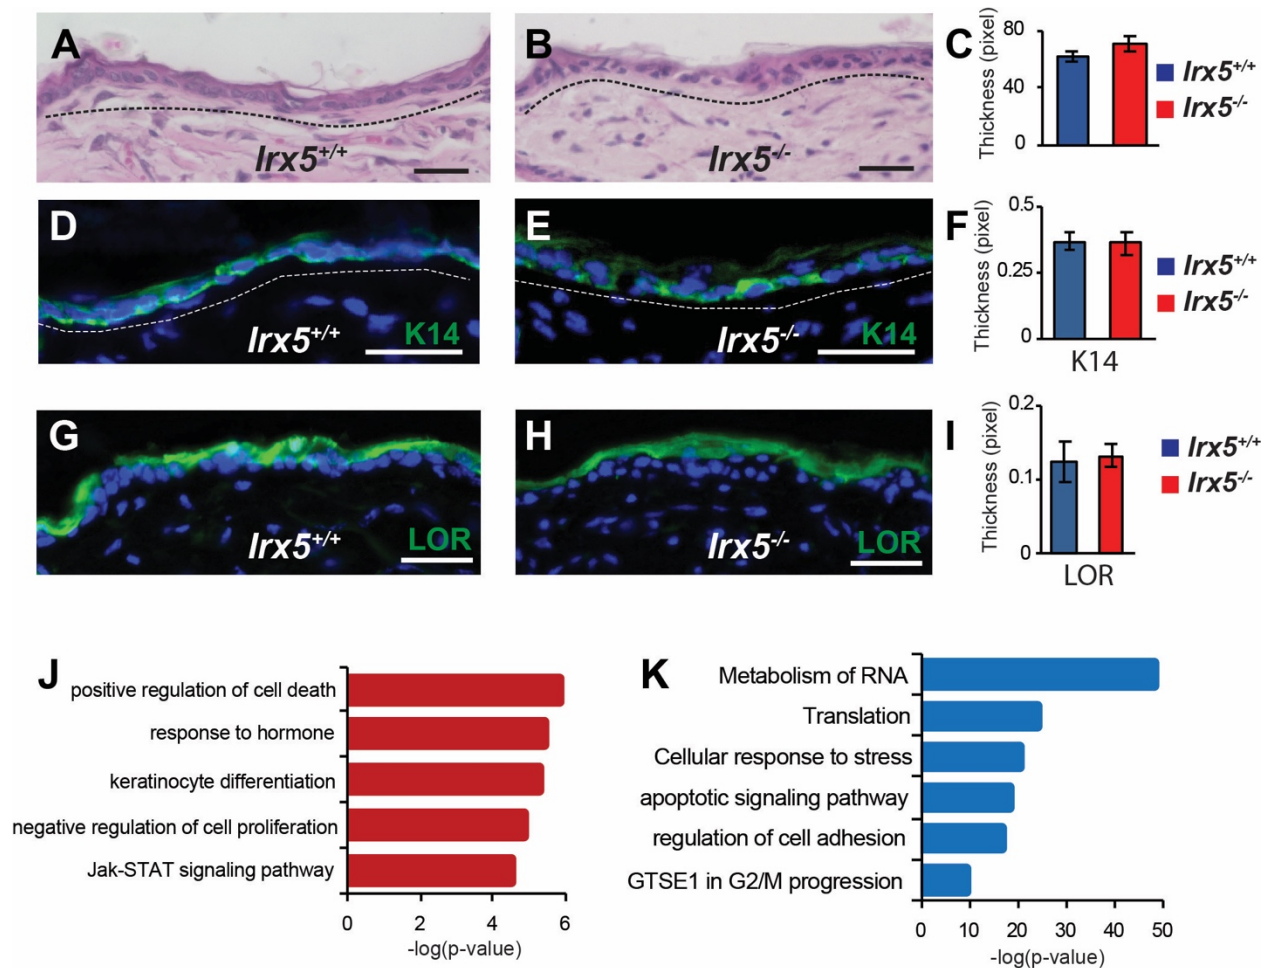 A
Irx5+/+
B
Irx5-/-
C
Thickness (pixel)
80
40
0
Irx5+/+
Irx5-/-
D
Irx5+/+
K14
E
Irx5-/-
K14
F
Thickness (pixel)
0.5
0.25
0
K14
Irx5+/+
Irx5-/-
G
Irx5+/+
LOR
H
Irx5-/-
LOR
I
Thickness (pixel)
0.2
0.1
0
LOR
Irx5+/+
Irx5-/-
J
positive regulation of cell death
response to hormone
keratinocyte differentiation
negative regulation of cell proliferation
Jak-STAT signaling pathway
0 2 4 6
-log(p-value)
K
Metabolism of RNA
Translation
Cellular response to stress
apoptotic signaling pathway
regulation of cell adhesion
GTSE1 in G2/M progression
0 10 20 30 40 50
-log(p-value)